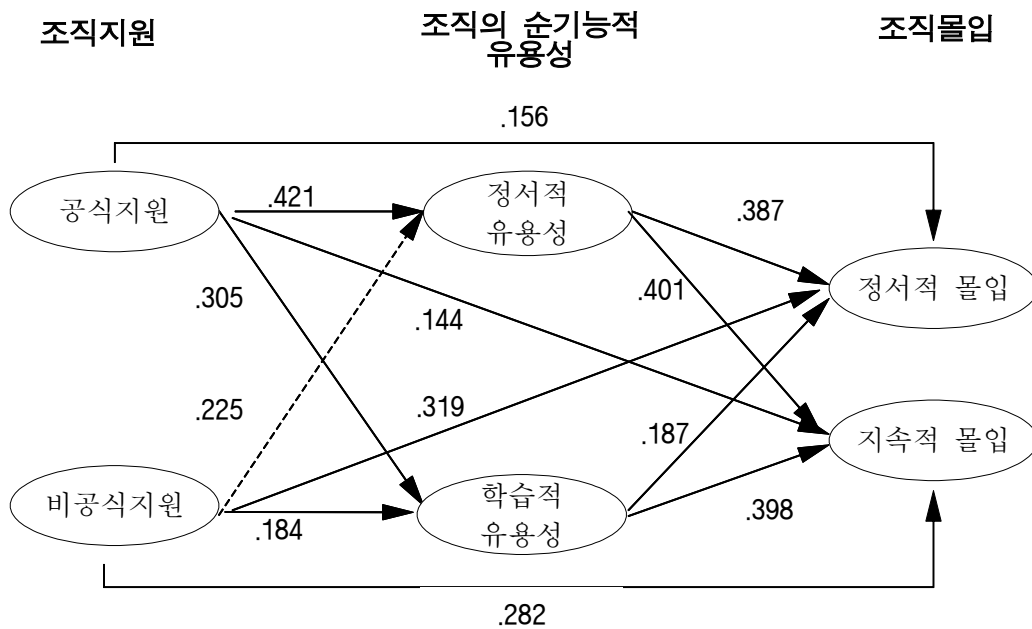 조직지원
조직의 순기능적
유용성
조직몰입
.156
공식지원
.421
정서적
유용성
.387
정서적 몰입
.305
.144
.401
.225
.319
.187
지속적 몰입
비공식지원
.184
학습적
유용성
.398
.282